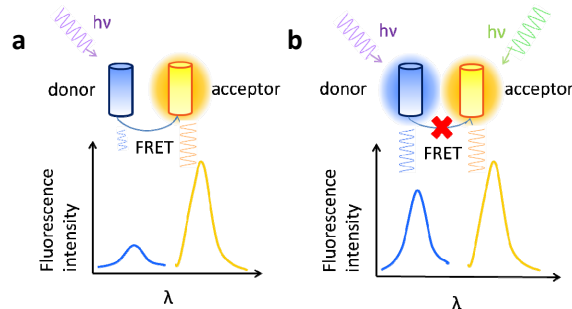 a
hν
donor
acceptor
FRET
Fluorescence
intensity
λ
b
hν
hν
donor
acceptor
FRET
Fluorescence
intensity
λ